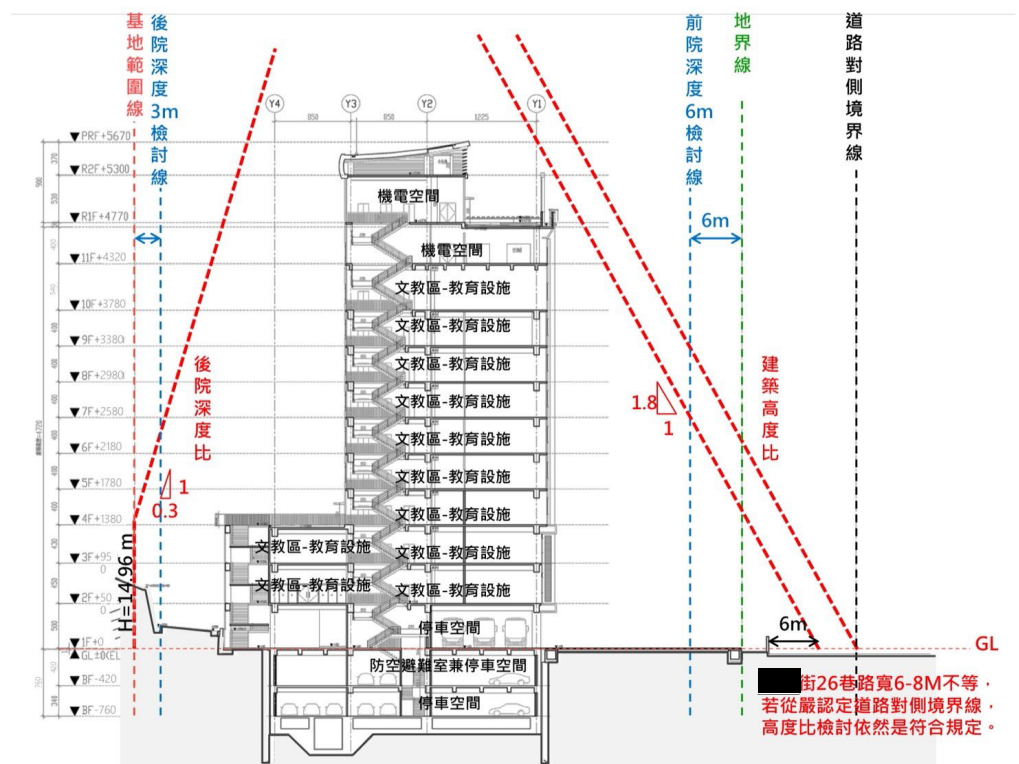 基地範圍線
後院深度3m檢討線
前院深度6m檢討線
地界線
道路對側境界線
Y4
Y3
Y2
Y1
850
850
1225
PRF+5670
R2F+5300
R1F+4770
11F+4320
10F+3780
9F+3380
8F+2980
7F+2580
6F+2180
5F+1780
4F+1380
3F+95
0
2F+50
0
1F+0
BF-420
BF-760
370
530
900
機電空間
機電空間
文教區-教育設施
文教區-教育設施
文教區-教育設施
文教區-教育設施
文教區-教育設施
文教區-教育設施
文教區-教育設施
文教區-教育設施
文教區-教育設施
文教區-教育設施
停車空間
防空避難室兼停車空間
停車空間
後院深度比
1
0.3
H=14/96 m
6m
1.8
1
建築高度比
6m
GL
街26巷路寬6-8M不等，
若從嚴認定道路對側境界線，
高度比檢討依然是符合規定。